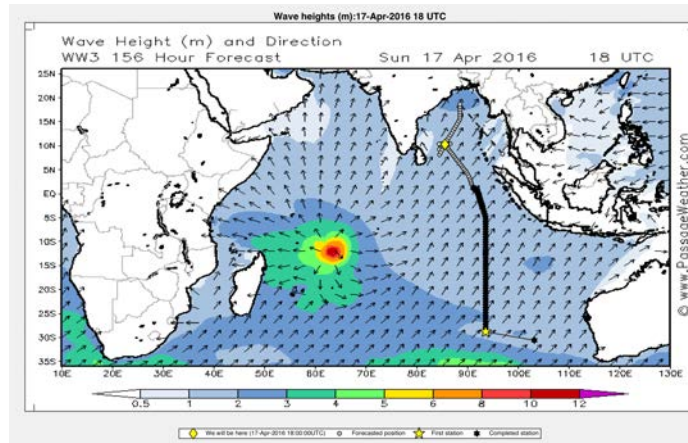 Wave heights (m):17-Apr-2016 18 UTC
Wave Height (m) and Direction
WW3 156 Hour Forecast Sun 17 Apr 2016 18 UTC
25N
20N
15N
10N
5N
EQ
5S
10S
15S
20S
25S
30S
35S
10E 20E 30E 40E 50E 60E 70E 80E 90E 100E 110E 120E 130E
© www.PassageWeather.com
0.5 1 2 3 4 5 6 8 10 12
We will be here (17-Apr-2016 18:00:00UTC) Forecasted position First station Completed station